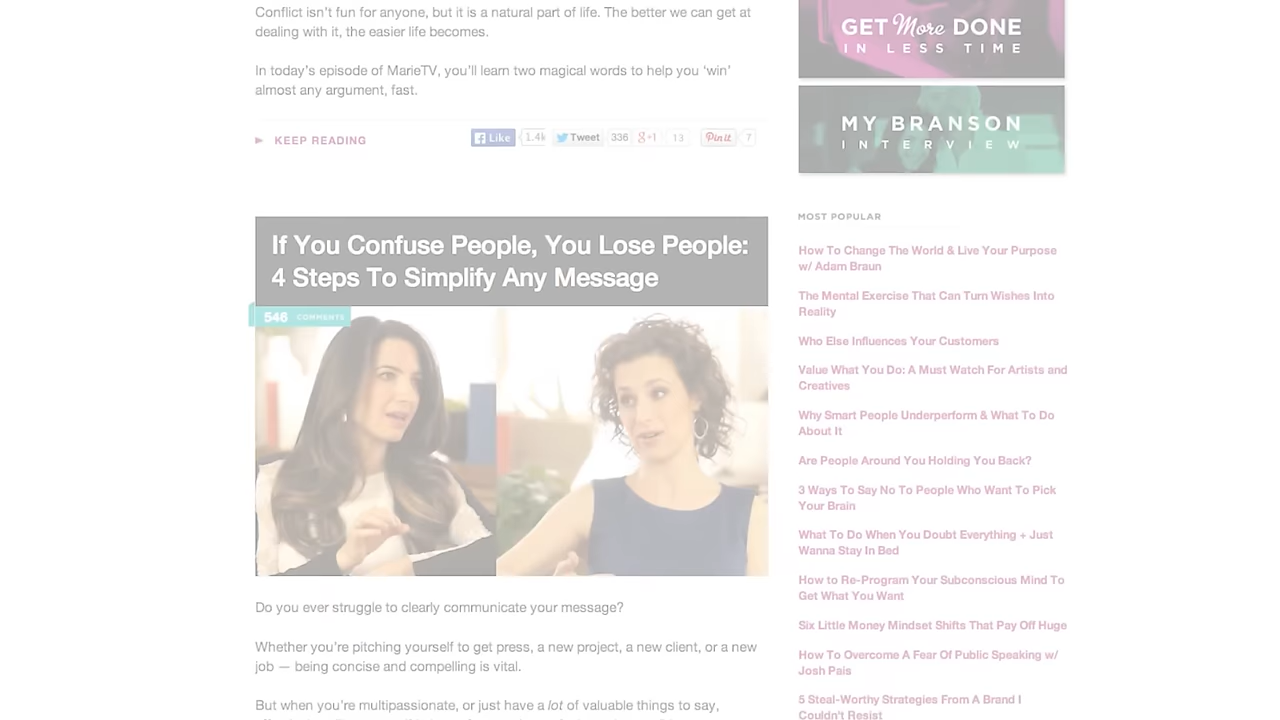 Conflict isn't fun for anyone, but it is a natural part of life. The better we can get at
dealing with it, the easier life becomes.
In today's episode of MarieTV, you'll learn two magical words to help you 'win'
almost any argument, fast.
► KEEP READING
Like 1.4k Tweet 336 g+1 13 Pin it 7
If You Confuse People, You Lose People:
4 Steps To Simplify Any Message
546 COMMENTS
Do you ever struggle to clearly communicate your message?
Whether you're pitching yourself to get press, a new project, a new client, or a new
job — being concise and compelling is vital.
But when you're multipassionate, or just have a lot of valuable things to say,
GET More DONE
IN LESS TIME
MY BRANSON
INTERVIEW
MOST POPULAR
How To Change The World & Live Your Purpose
w/ Adam Braun
The Mental Exercise That Can Turn Wishes Into
Reality
Who Else Influences Your Customers
Value What You Do: A Must Watch For Artists and
Creatives
Why Smart People Underperform & What To Do
About It
Are People Around You Holding You Back?
3 Ways To Say No To People Who Want To Pick
Your Brain
What To Do When You Doubt Everything + Just
Wanna Stay In Bed
How to Re-Program Your Subconscious Mind To
Get What You Want
Six Little Money Mindset Shifts That Pay Off Huge
How To Overcome A Fear Of Public Speaking w/
Josh Pais
5 Steal-Worthy Strategies From A Brand I
Couldn't Resist